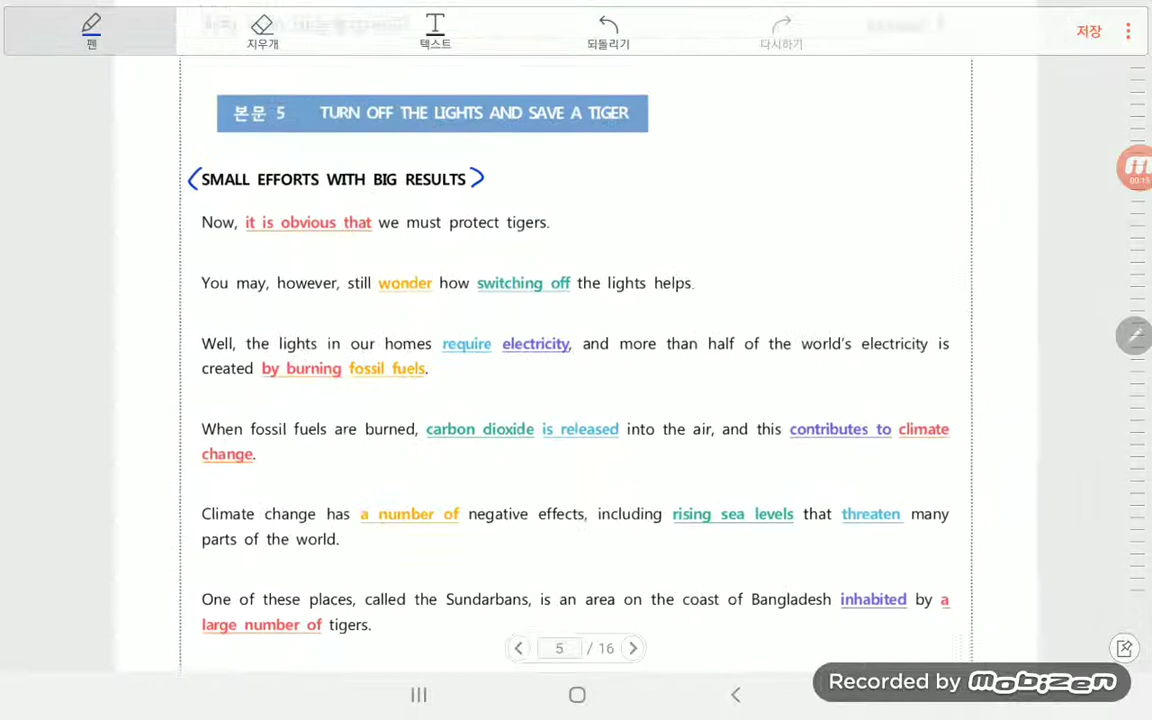 펜 지우개 텍스트 되돌리기 다시하기 저장
본문 5 TURN OFF THE LIGHTS AND SAVE A TIGER
SMALL EFFORTS WITH BIG RESULTS
00:15
Now, it is obvious that we must protect tigers.
You may, however, still wonder how switching off the lights helps.
Well, the lights in our homes require electricity, and more than half of the world's electricity is
created by burning fossil fuels.
When fossil fuels are burned, carbon dioxide is released into the air, and this contributes to climate
change.
Climate change has a number of negative effects, including rising sea levels that threaten many
parts of the world.
One of these places, called the Sundarbans, is an area on the coast of Bangladesh inhabited by a
large number of tigers.
5 / 16
Recorded by mobizen